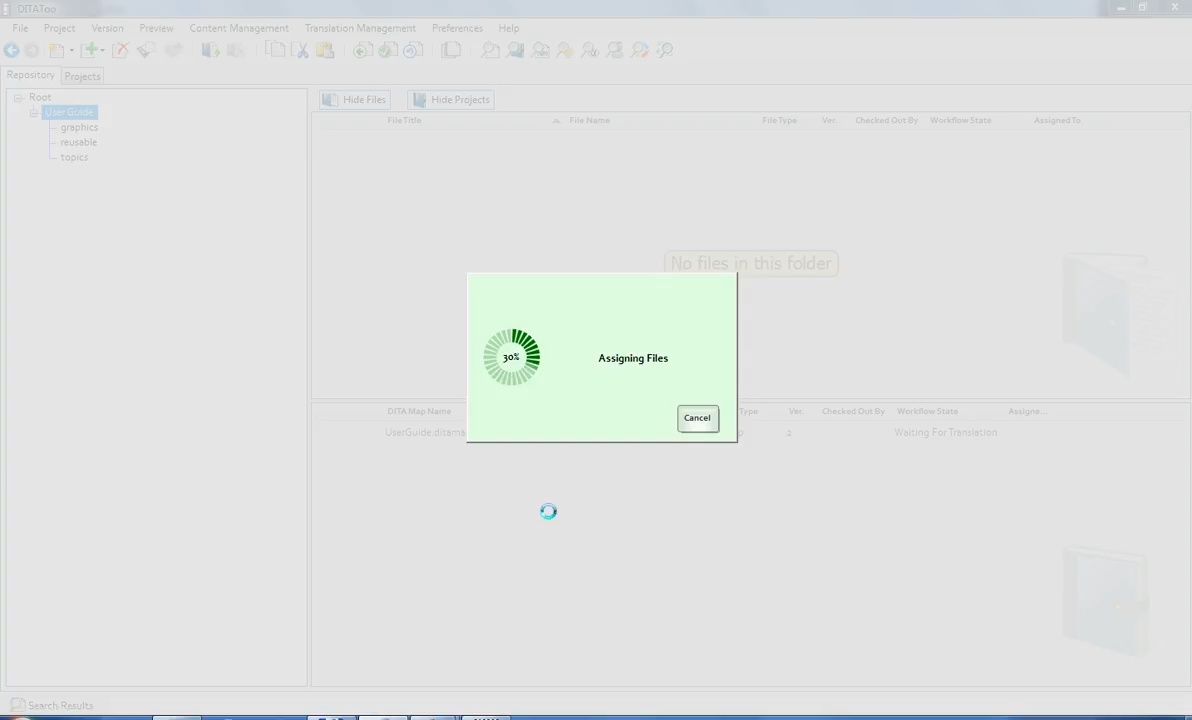 DITAToo
File Project Version Preview Content Management Translation Management Preferences Help
Repository Projects
Root
UserGuide
graphics
reusable
topics
Hide Files Hide Projects
File Title File Name File Type Ver. Checked Out By Workflow State AssignedTo
No files in this folder
30%
Assigning Files
Cancel
DITA Map Name Type Ver. Checked Out By Workflow State Assigne...
UserGuide.ditama 2 Waiting For Translation
Search Results